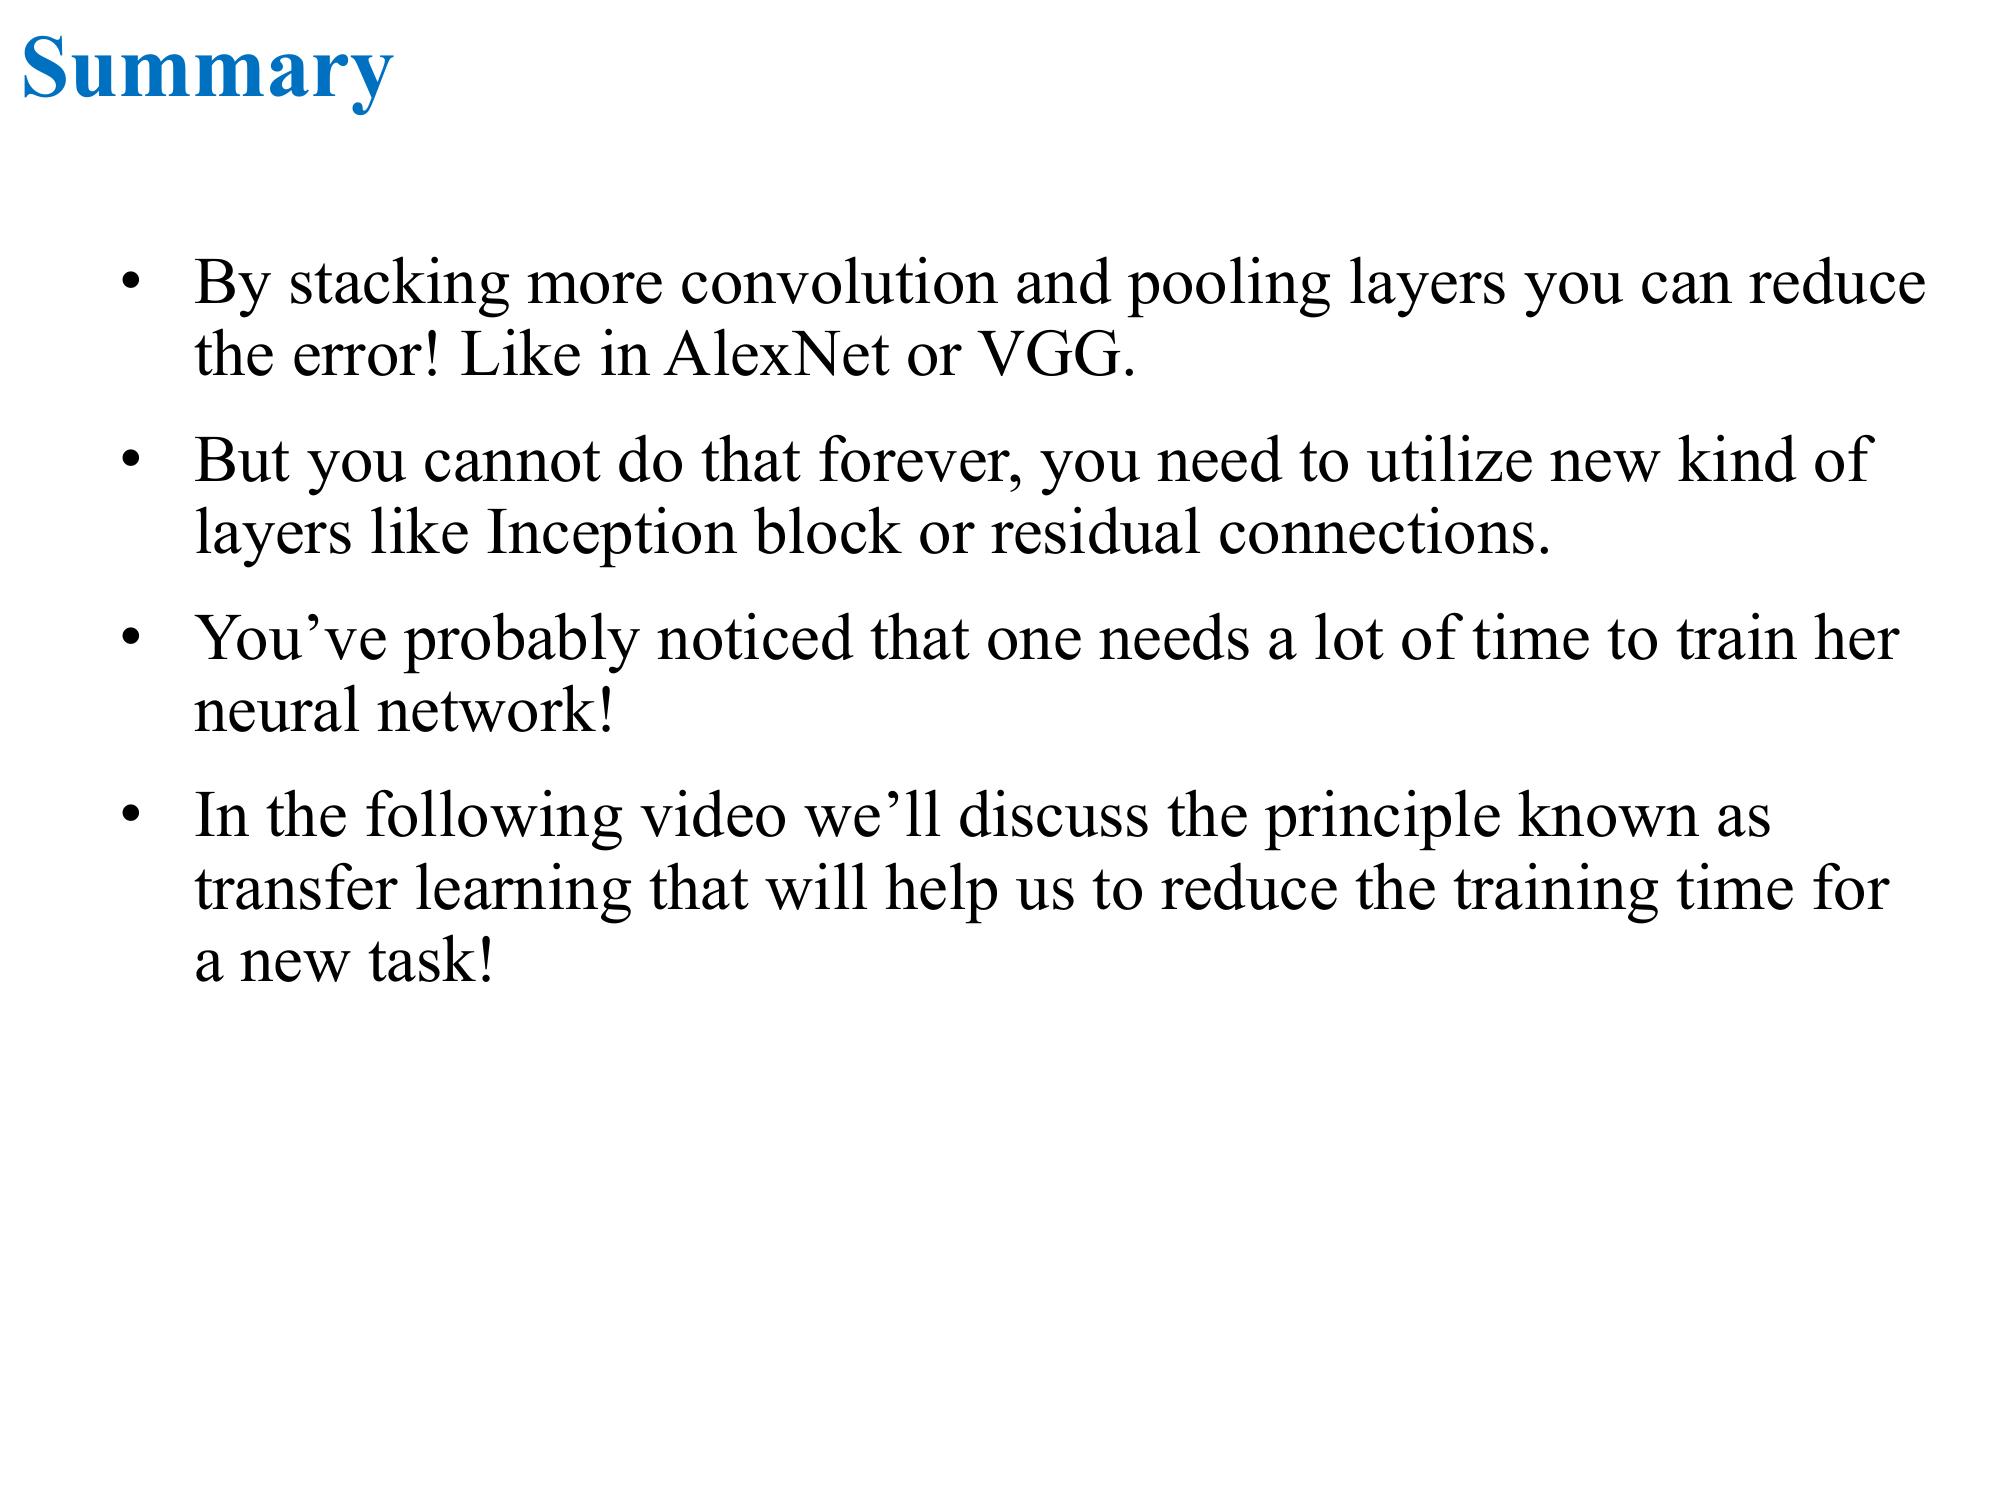 Summary
• By stacking more convolution and pooling layers you can reduce
the error! Like in AlexNet or VGG.
• But you cannot do that forever, you need to utilize new kind of
layers like Inception block or residual connections.
• You’ve probably noticed that one needs a lot of time to train her
neural network!
• In the following video we’ll discuss the principle known as
transfer learning that will help us to reduce the training time for
a new task!